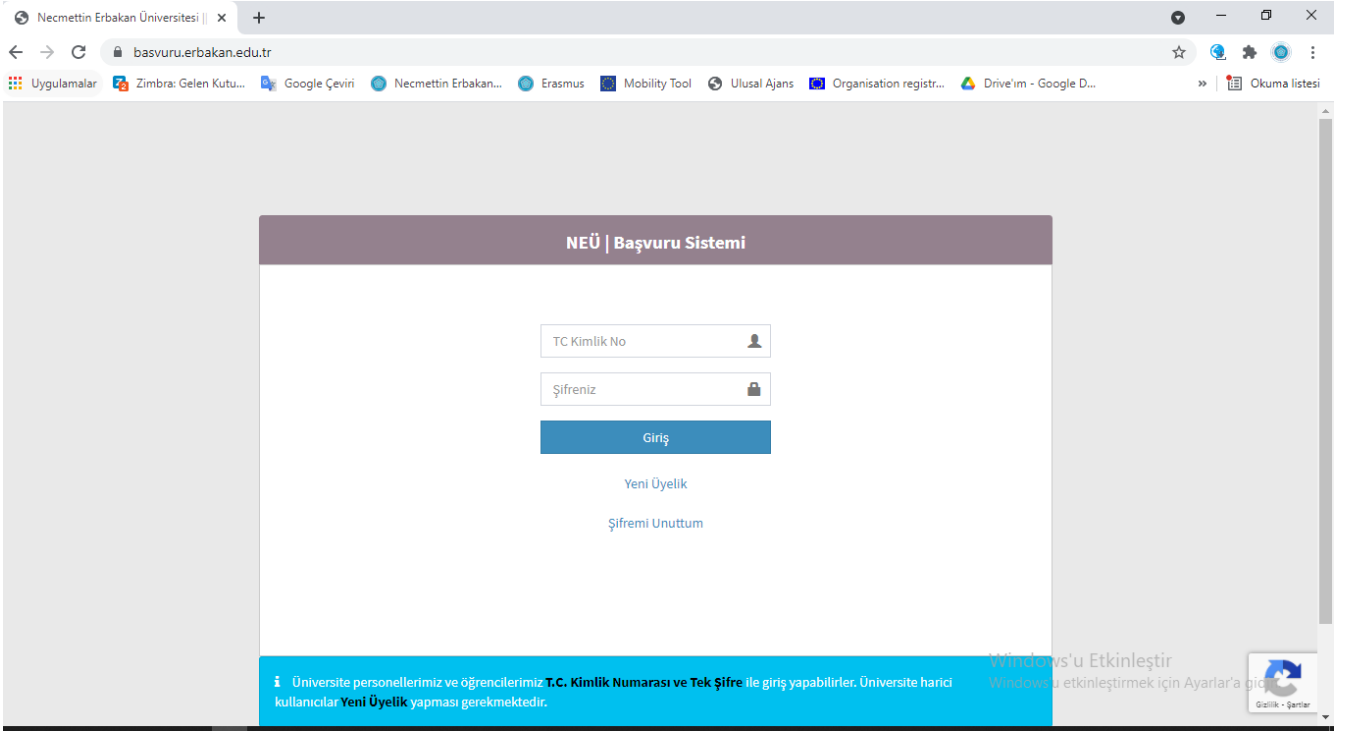 Necmettin Erbakan Üniversitesi ||
basvuru.erbakan.edu.tr
Uygulamalar Zimbra: Gelen Kutu... Google Çeviri Necmettin Erbakan... Erasmus Mobility Tool Ulusal Ajans Organisation registr... Drive'ım - Google D... » Okuma listesi
NEÜ | Başvuru Sistemi
TC Kimlik No
Şifreniz
Giriş
Yeni Üyelik
Şifremi Unuttum
Windows'u Etkinleştir
Windows'u etkinleştirmek için Ayarlar'a
Üniversite personellerimiz ve öğrencilerimiz T.C. Kimlik Numarası ve Tek Şifre ile giriş yapabilirler. Üniversite harici
kullanıcılar Yeni Üyelik yapması gerekmektedir.
Gizlilik - Şartlar